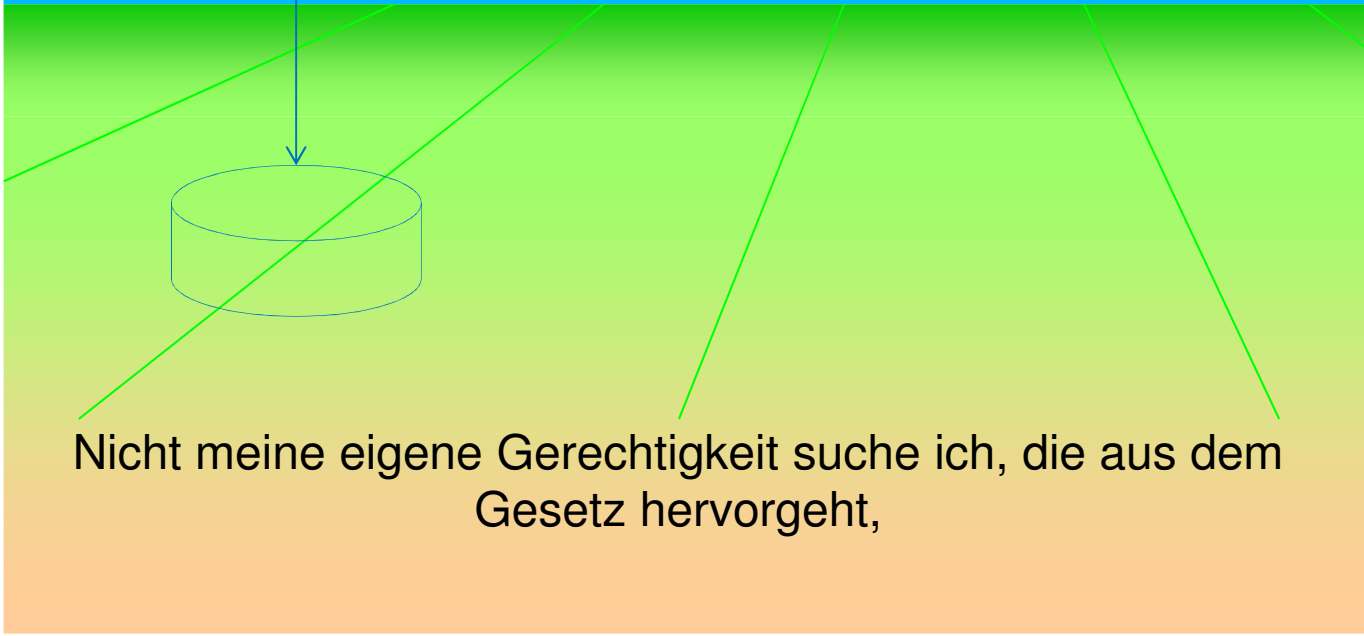 Nicht meine eigene Gerechtigkeit suche ich, die aus dem
Gesetz hervorgeht,